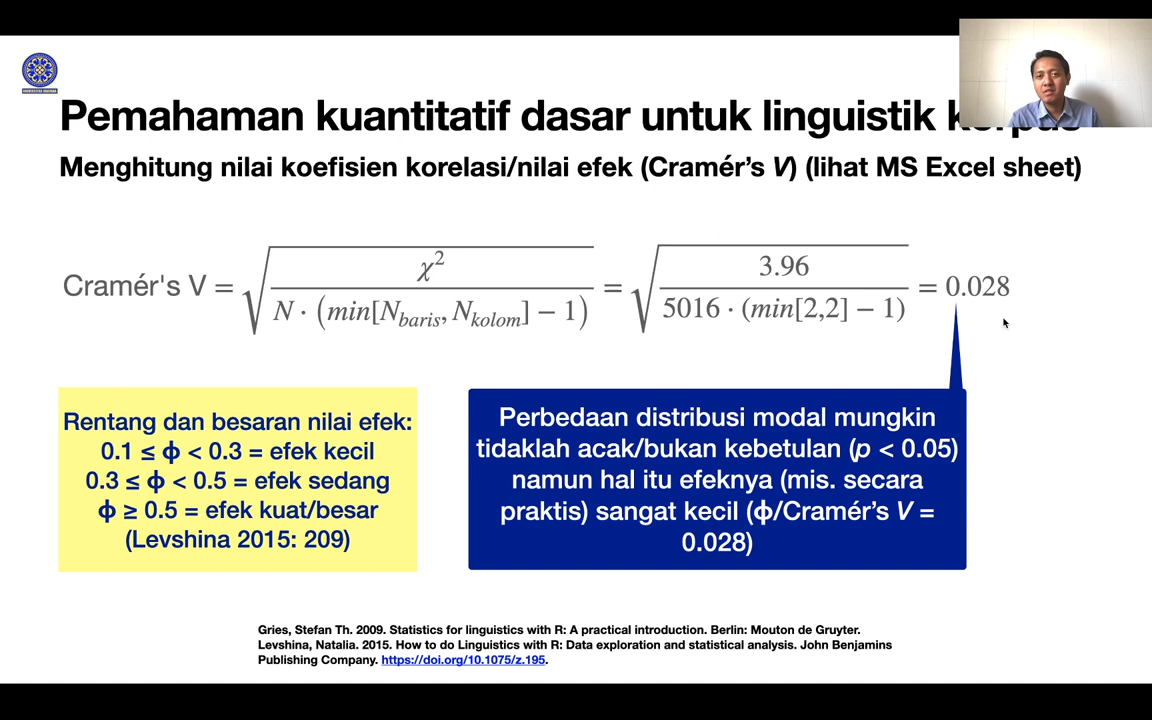 Pemahaman kuantitatif dasar untuk linguistik korpus
Menghitung nilai koefisien korelasi/nilai efek (Cramér’s V) (lihat MS Excel sheet)
Cramér's V = √(χ² / (N · (min[N_baris, N_kolom] − 1))) = √(3.96 / (5016 · (min[2,2] − 1))) = 0.028
Rentang dan besaran nilai efek:
0.1 ≤ ϕ < 0.3 = efek kecil
0.3 ≤ ϕ < 0.5 = efek sedang
ϕ ≥ 0.5 = efek kuat/besar
(Levshina 2015: 209)
Perbedaan distribusi modal mungkin
tidaklah acak/bukan kebetulan (p < 0.05)
namun hal itu efeknya (mis. secara
praktis) sangat kecil (ϕ/Cramér’s V =
0.028)
Gries, Stefan Th. 2009. Statistics for linguistics with R: A practical introduction. Berlin: Mouton de Gruyter.
Levshina, Natalia. 2015. How to do Linguistics with R: Data exploration and statistical analysis. John Benjamins
Publishing Company. https://doi.org/10.1075/z.195.